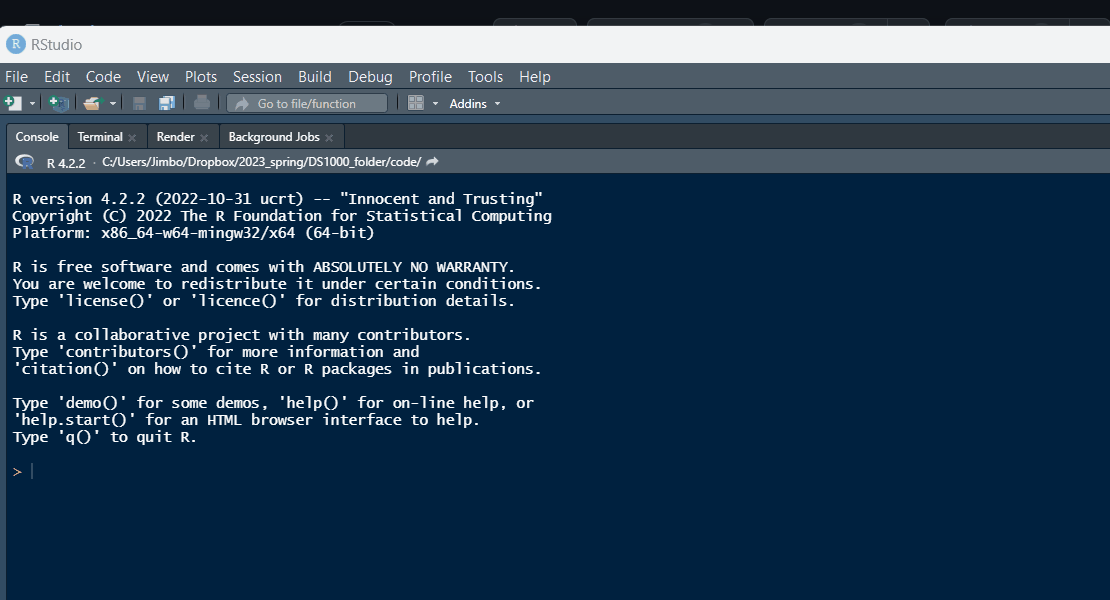 R RStudio
File Edit Code View Plots Session Build Debug Profile Tools Help
Go to file/function Addins
Console Terminal Render Background Jobs
R 4.2.2 · C:/Users/Jimbo/Dropbox/2023_spring/DS1000_folder/code/
R version 4.2.2 (2022-10-31 ucrt) -- "Innocent and Trusting"
Copyright (C) 2022 The R Foundation for Statistical Computing
Platform: x86_64-w64-mingw32/x64 (64-bit)
R is free software and comes with ABSOLUTELY NO WARRANTY.
You are welcome to redistribute it under certain conditions.
Type 'license()' or 'licence()' for distribution details.
R is a collaborative project with many contributors.
Type 'contributors()' for more information and
'citation()' on how to cite R or R packages in publications.
Type 'demo()' for some demos, 'help()' for on-line help, or
'help.start()' for an HTML browser interface to help.
Type 'q()' to quit R.
>